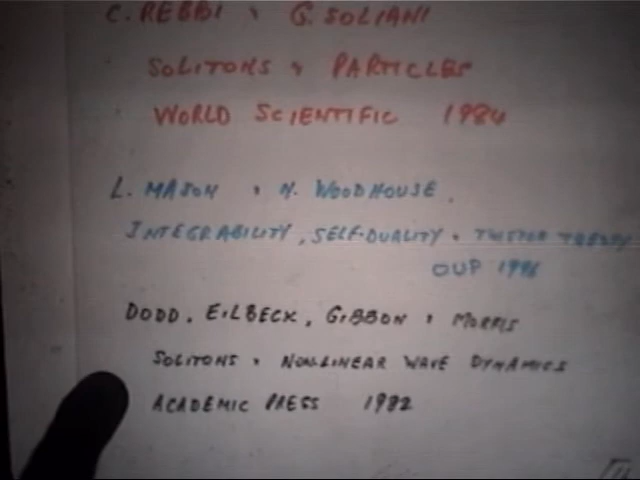 C. REBBI & G. SOLIANI
SOLITONS & PARTICLES
WORLD SCIENTIFIC 1984
L. MASON & N. WOODHOUSE.
INTEGRABILITY, SELF-DUALITY & TWISTOR THEORY
OUP 1996
DODD, EILBECK, GIBBON & MORRIS
SOLITONS & NONLINEAR WAVE DYNAMICS
ACADEMIC PRESS 1982